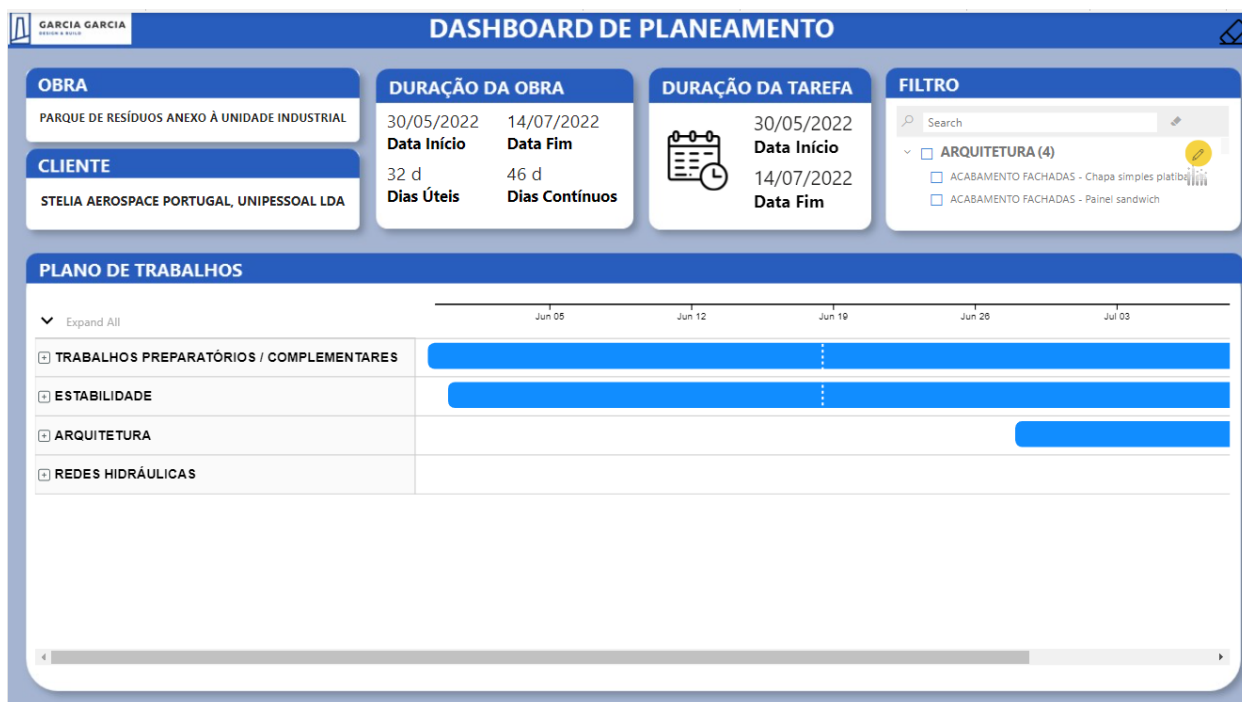 GARCIA GARCIA
DESIGN & BUILD
DASHBOARD DE PLANEAMENTO
OBRA
PARQUE DE RESÍDUOS ANEXO À UNIDADE INDUSTRIAL
CLIENTE
STELIA AEROSPACE PORTUGAL, UNIPESSOAL LDA
DURAÇÃO DA OBRA
30/05/2022 14/07/2022
Data Início Data Fim
32 d 46 d
Dias Úteis Dias Contínuos
DURAÇÃO DA TAREFA
30/05/2022
Data Início
14/07/2022
Data Fim
FILTRO
Search
ARQUITETURA (4)
ACABAMENTO FACHADAS - Chapa simples
ACABAMENTO FACHADAS - Painel sandwich
PLANO DE TRABALHOS
Expand All
Jun 05 Jun 12 Jun 19 Jun 26 Jul 03
TRABALHOS PREPARATÓRIOS / COMPLEMENTARES
ESTABILIDADE
ARQUITETURA
REDES HIDRÁULICAS